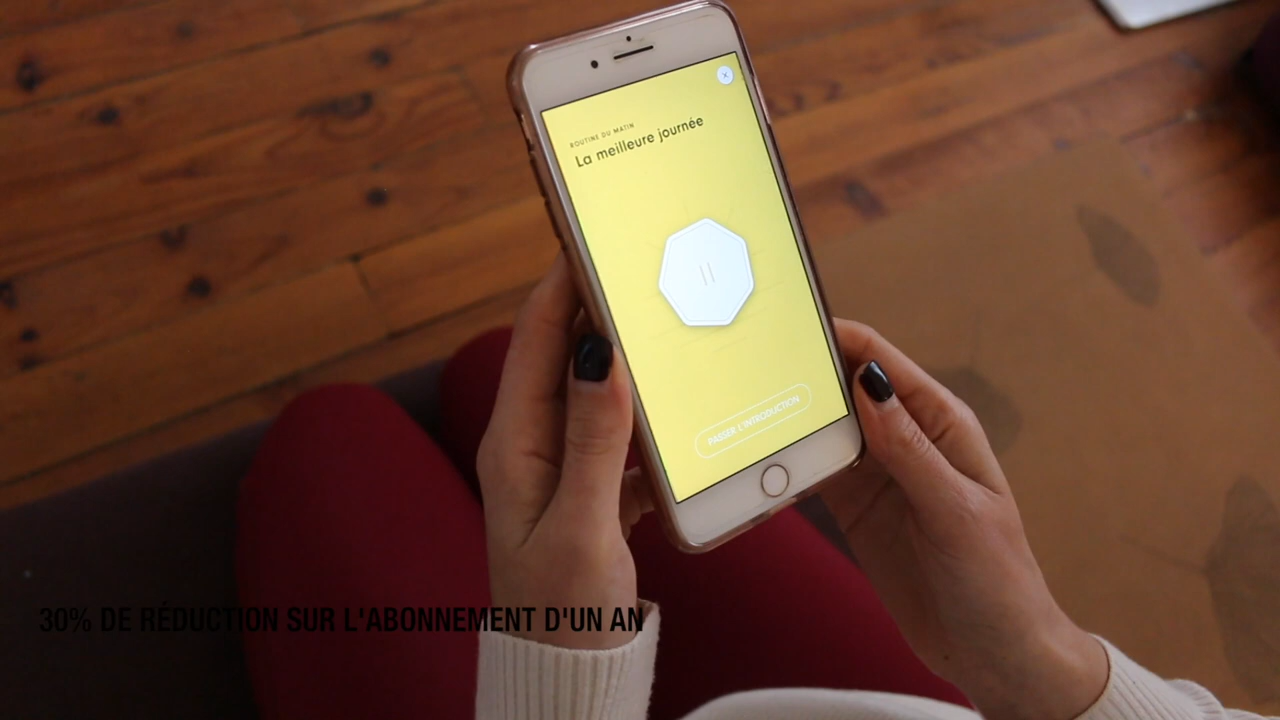 ROUTINE DU MATIN
La meilleure journée
PASSER L'INTRODUCTION
30% DE RÉDUCTION SUR L'ABONNEMENT D'UN AN